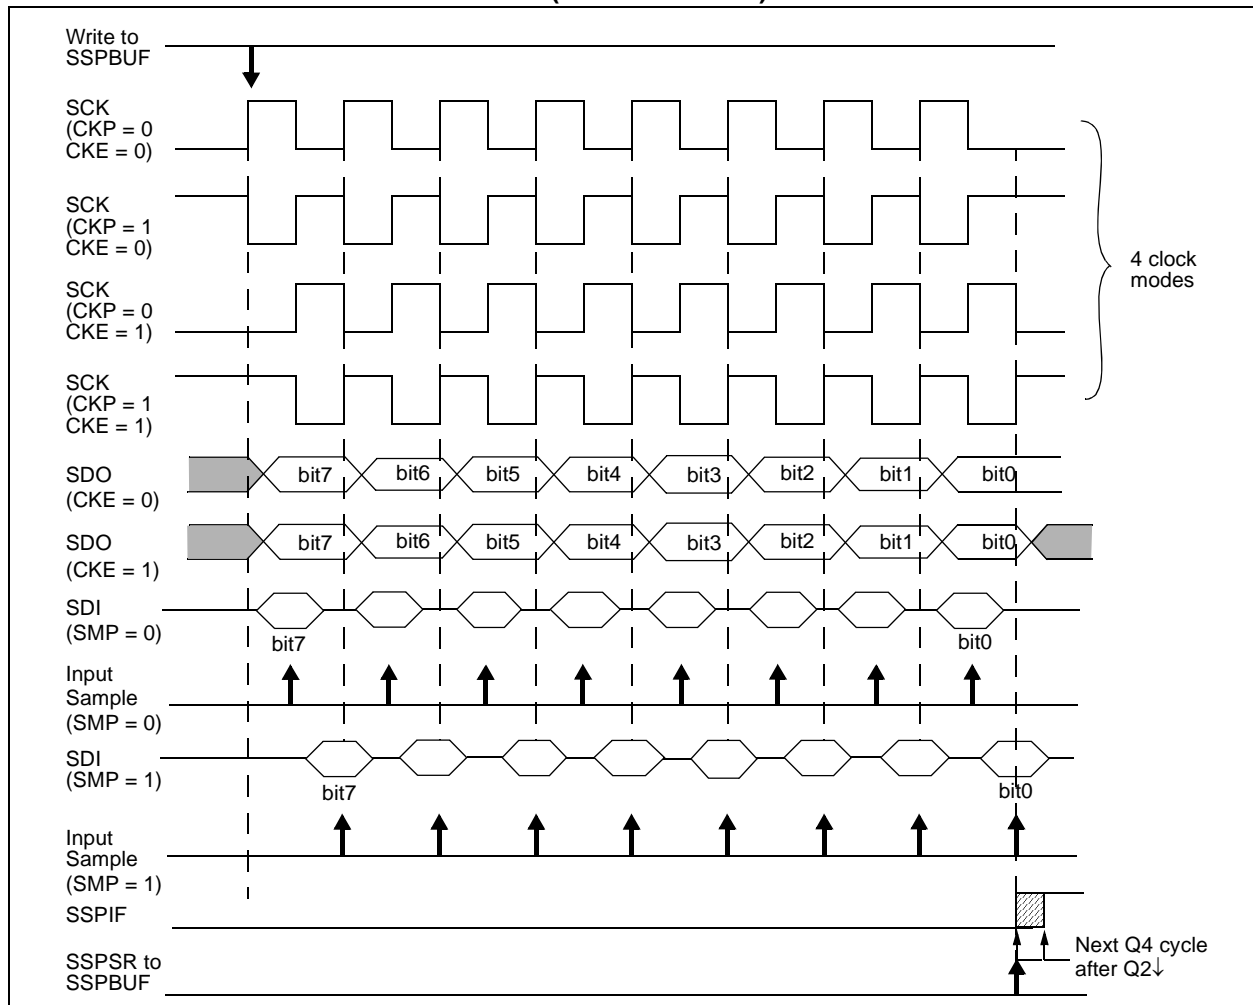 Write to
SSPBUF
SCK
(CKP = 0
CKE = 0)
SCK
(CKP = 1
CKE = 0)
4 clock
modes
SCK
(CKP = 0
CKE = 1)
SCK
(CKP = 1
CKE = 1)
SDO
(CKE = 0)
bit7 bit6 bit5 bit4 bit3 bit2 bit1 bit0
SDO
(CKE = 1)
bit7 bit6 bit5 bit4 bit3 bit2 bit1 bit0
SDI
(SMP = 0)
bit7 bit0
Input
Sample
(SMP = 0)
SDI
(SMP = 1)
bit7 bit0
Input
Sample
(SMP = 1)
SSPIF
Next Q4 cycle
after Q2↓
SSPSR to
SSPBUF